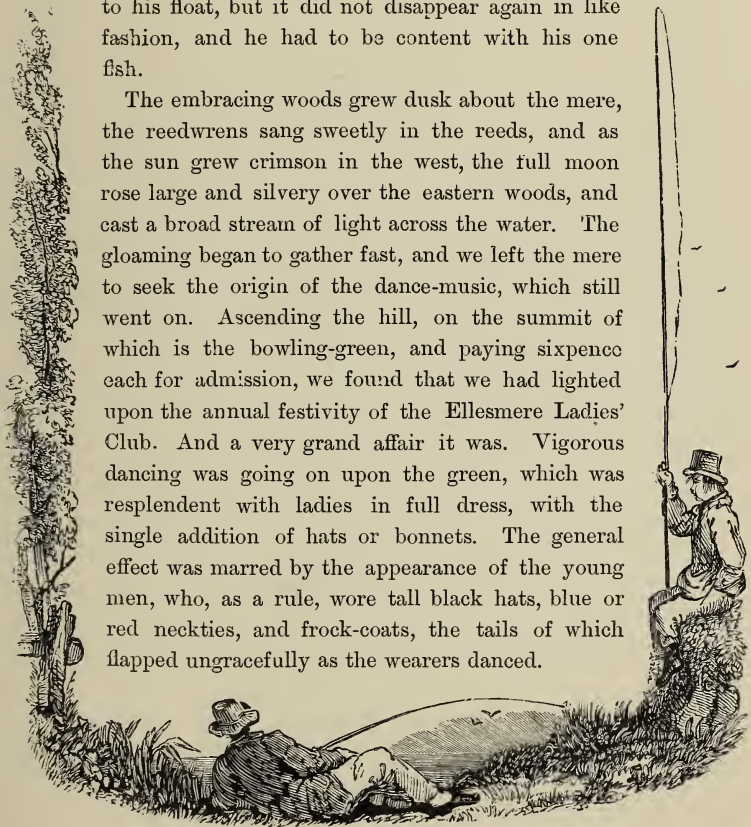 to his float, but it did not disappear again in like
fashion, and he had to be content with his one
fish.
The embracing woods grew dusk about the mere,
the reedwrens sang sweetly in the reeds, and as
the sun grew crimson in the west, the full moon
rose large and silvery over the eastern woods, and
cast a broad stream of light across the water. The
gloaming began to gather fast, and we left the mere
to seek the origin of the dance-music, which still
went on. Ascending the hill, on the summit of
which is the bowling-green, and paying sixpence
each for admission, we found that we had lighted
upon the annual festivity of the Ellesmere Ladies’
Club. And a very grand affair it was. Vigorous
dancing was going on upon the green, which was
resplendent with ladies in full dress, with the
single addition of hats or bonnets. The general
effect was marred by the appearance of the young
men, who, as a rule, wore tall black hats, blue or
red neckties, and frock-coats, the tails of which
flapped ungracefully as the wearers danced.